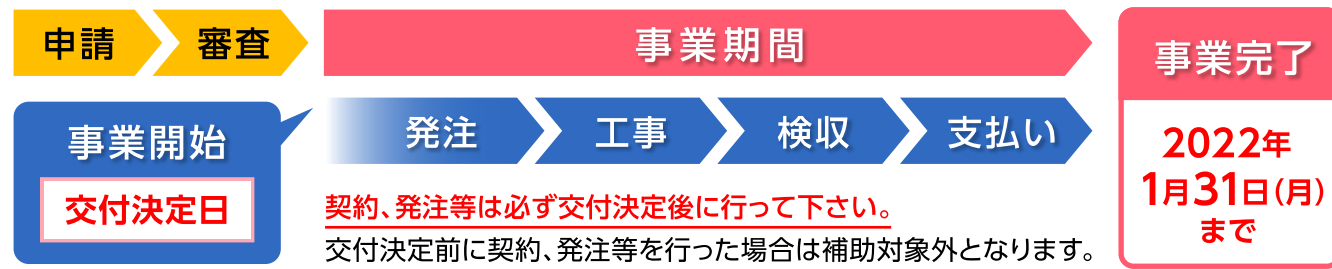 申請
審査
事業期間
事業完了
事業開始
交付決定日
発注
工事
検収
支払い
2022年
1月31日(月)
まで
契約、発注等は必ず交付決定後に行って下さい。
交付決定前に契約、発注等を行った場合は補助対象外となります。